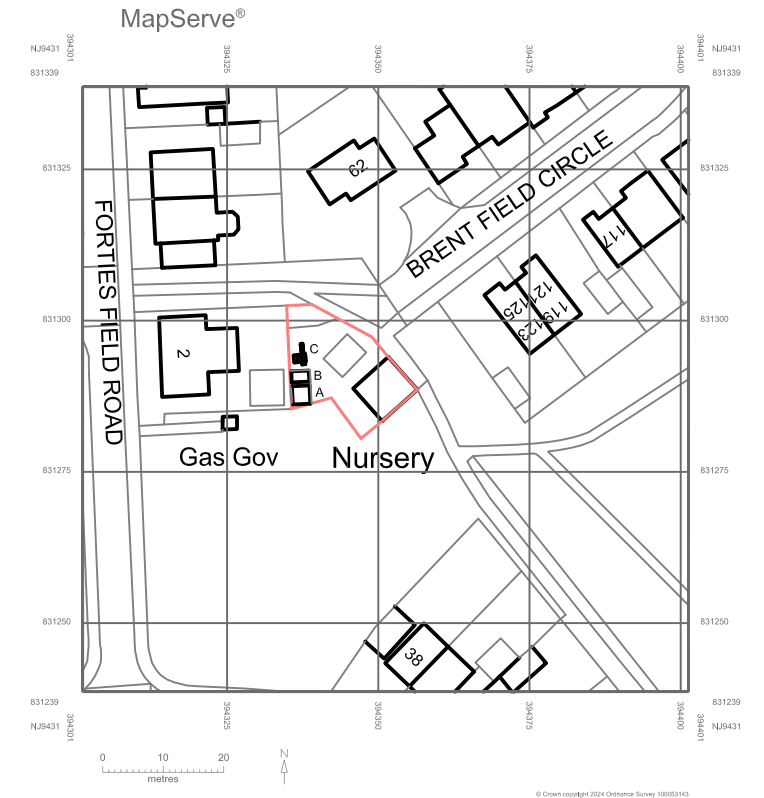 MapServe®
394301
394325
394350
394375
394400
394401
NJ9431
NJ9431
831339
831339
62
831325
831325
BRENT FIELD CIRCLE
FORTIES FIELD ROAD
117
121 125
119 123
831300
831300
2
C
B
A
Gas Gov
Nursery
831275
831275
831250
831250
38
831239
831239
NJ9431
NJ9431
394301
394325
394350
394375
394400
394401
0 10 20
metres
N
© Crown copyright 2024 Ordnance Survey 100053143